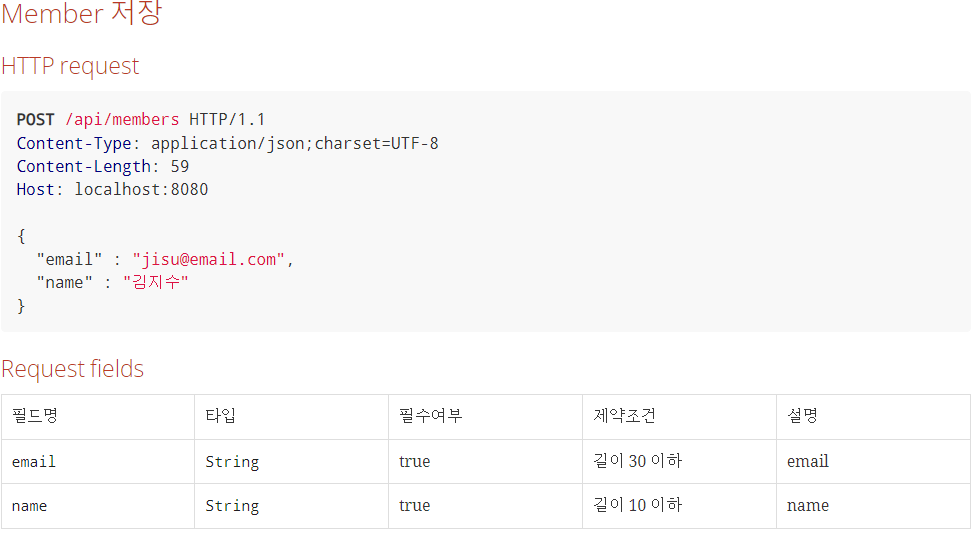 Member 저장
HTTP request
POST /api/members HTTP/1.1
Content-Type: application/json;charset=UTF-8
Content-Length: 59
Host: localhost:8080
{
"email" : "jisu@email.com",
"name" : "김지수"
}
Request fields
필드명 타입 필수여부 제약조건 설명
email String true 길이 30 이하 email
name String true 길이 10 이하 name